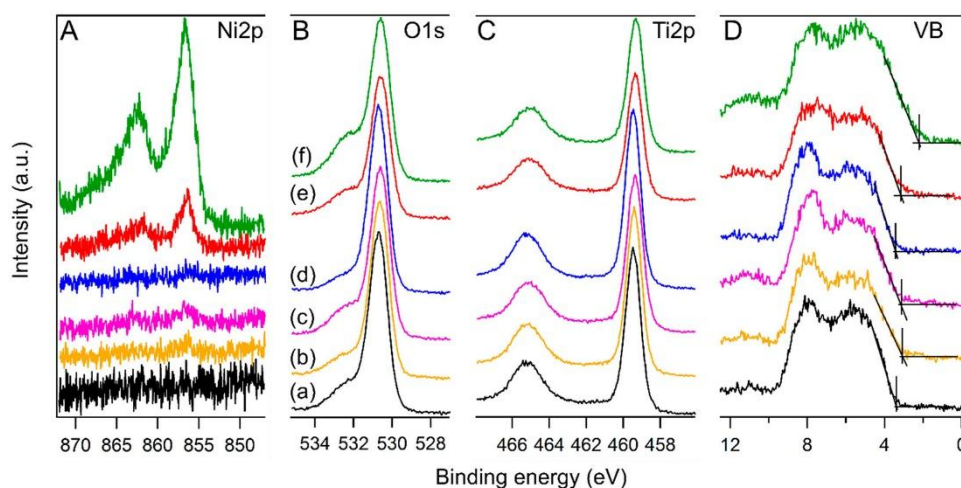 A Ni2p
B O1s
C Ti2p
D VB
Intensity (a.u.)
(f)
(e)
(d)
(c)
(b)
(a)
870 865 860 855 850
534 532 530 528
466 464 462 460 458
12 8 4 0
Binding energy (eV)